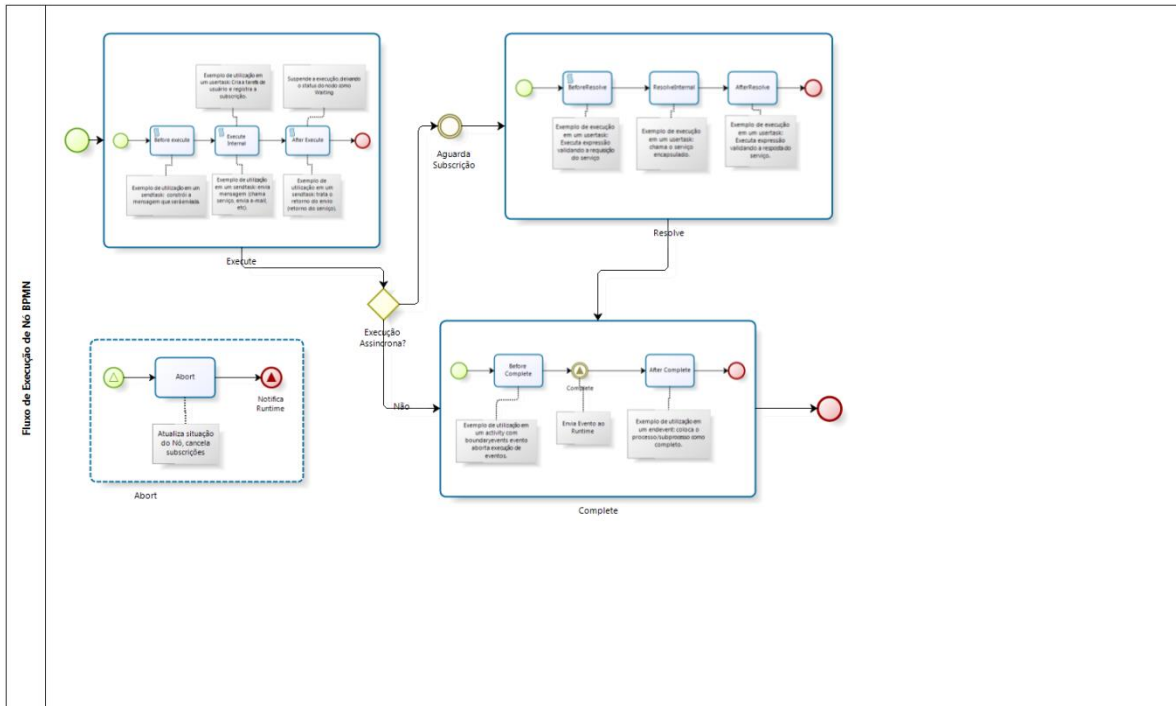 Fluxo de Execução de Nó BPMN
Exemplo de utilização em
um usertask: Cria a tarefa de
usuário e registra a
subscrição.
Suspende a execução, deixando
o status do nodo como
Waiting
Before execute
Execute
Internal
After Execute
Exemplo de utilização em um
sendtask: constrói a
mensagem que será enviada.
Exemplo de utilização
em um sendtask: envia
mensagem (chama
serviço, envia e-mail,
etc).
Exemplo de
utilização em um
sendtask: trata o
retorno do envio
(retorno do serviço).
Execute
Aguarda
Subscrição
BeforeResolve
ResolveInternal
AfterResolve
Exemplo de execução
em um usertask:
Executa expressão
validando a requisição
do serviço
Exemplo de execução
em um usertask:
chama o serviço
encapsulado.
Exemplo de execução
em um usertask:
Executa expressão
validando a resposta do
serviço.
Resolve
Execução
Assíncrona?
Não
Abort
Notifica
Runtime
Atualiza situação
do Nó, cancela
subscrições
Abort
Before
Complete
Complete
After Complete
Exemplo de utilização
em um activity com
boundaryevents: evento
aborta execução de
eventos.
Envia Evento ao
Runtime
Exemplo de utilização em
um endevent: coloca o
processo/subprocesso como
completo.
Complete